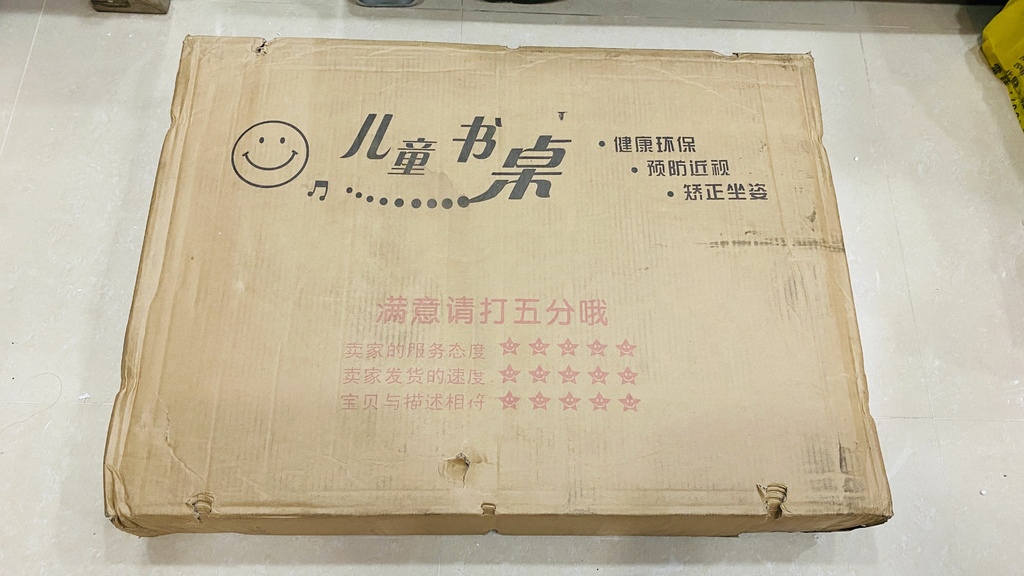 儿童书桌
·健康环保
·预防近视
·矫正坐姿
满意请打五分哦
卖家的服务态度
卖家发货的速度
宝贝与描述相符